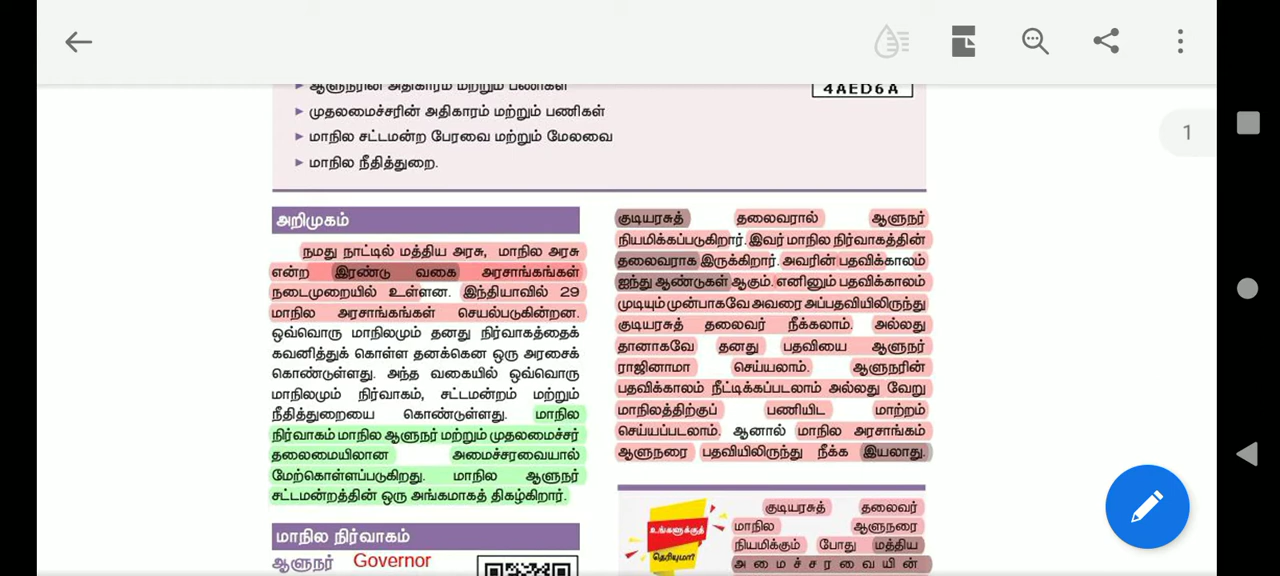 ஆளுநரின் அதிகாரம் மற்றும் பணிகள்
4AED6A
முதலமைச்சரின் அதிகாரம் மற்றும் பணிகள்
மாநில சட்டமன்ற பேரவை மற்றும் மேலவை
மாநில நீதித்துறை.
1
அறிமுகம்
நமது நாட்டில் மத்திய அரசு, மாநில அரசு
என்ற இரண்டு வகை அரசாங்கங்கள்
நடைமுறையில் உள்ளன. இந்தியாவில் 29
மாநில அரசாங்கங்கள் செயல்படுகின்றன.
ஒவ்வொரு மாநிலமும் தனது நிர்வாகத்தைக்
கவனித்துக் கொள்ள தனக்கென ஒரு அரசைக்
கொண்டுள்ளது. அந்த வகையில் ஒவ்வொரு
மாநிலமும் நிர்வாகம், சட்டமன்றம் மற்றும்
நீதித்துறையை கொண்டுள்ளது. மாநில
நிர்வாகம் மாநில ஆளுநர் மற்றும் முதலமைச்சர்
தலைமையிலான அமைச்சரவையால்
மேற்கொள்ளப்படுகிறது. மாநில ஆளுநர்
சட்டமன்றத்தின் ஒரு அங்கமாகத் திகழ்கிறார்.
மாநில நிர்வாகம்
ஆளுநர் Governor
குடியரசுத் தலைவரால் ஆளுநர்
நியமிக்கப்படுகிறார். இவர் மாநில நிர்வாகத்தின்
தலைவராக இருக்கிறார். அவரின் பதவிக்காலம்
ஐந்து ஆண்டுகள் ஆகும். எனினும் பதவிக்காலம்
முடியும் முன்பாகவே அவரை அப்பதவியிலிருந்து
குடியரசுத் தலைவர் நீக்கலாம். அல்லது
தானாகவே தனது பதவியை ஆளுநர்
ராஜினாமா செய்யலாம். ஆளுநரின்
பதவிக்காலம் நீட்டிக்கப்படலாம் அல்லது வேறு
மாநிலத்திற்குப் பணியிட மாற்றம்
செய்யப்படலாம். ஆனால் மாநில அரசாங்கம்
ஆளுநரை பதவியிலிருந்து நீக்க இயலாது.
உங்களுக்குத்
தெரியுமா?
குடியரசுத் தலைவர்
மாநில ஆளுநரை
நியமிக்கும் போது மத்திய
அமைச்சரவையின்